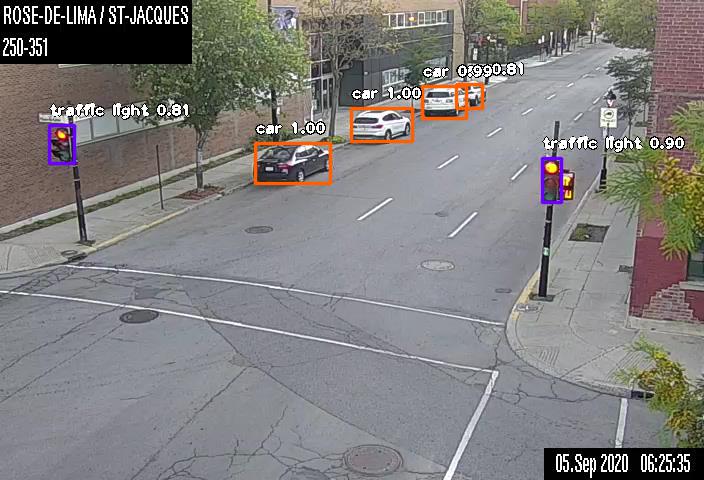 ROSE-DE-LIMA / ST-JACQUES
250-351
car 0.99
0.81
car 1.00
traffic light 0.81
car 1.00
traffic light 0.90
05.Sep 2020 06:25:35